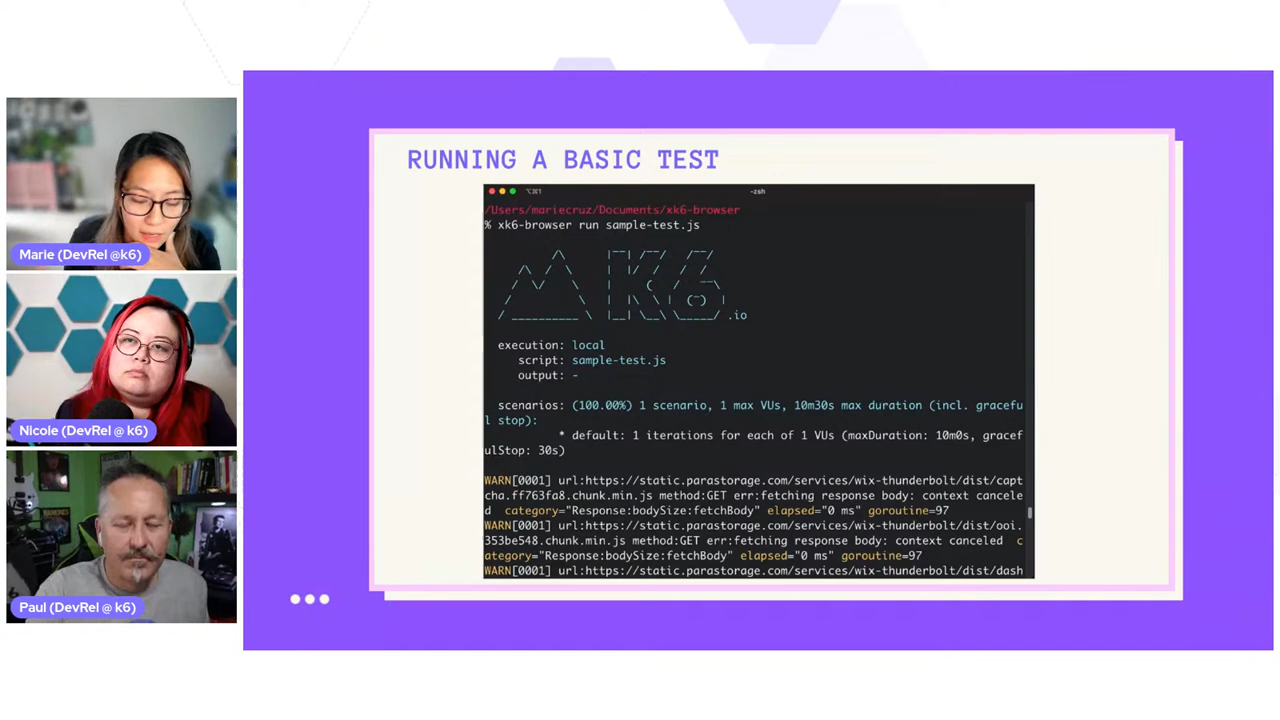 Marie (DevRel @k6)
Nicole (DevRel @ k6)
Paul (DevRel @ k6)
RUNNING A BASIC TEST
⌥⌘1
-zsh
/Users/mariecruz/Documents/xk6-browser
% xk6-browser run sample-test.js
.io
execution: local
script: sample-test.js
output: -
scenarios: (100.00%) 1 scenario, 1 max VUs, 10m30s max duration (incl. gracefu
l stop):
* default: 1 iterations for each of 1 VUs (maxDuration: 10m0s, gracef
ulStop: 30s)
WARN[0001] url:https://static.parastorage.com/services/wix-thunderbolt/dist/capt
cha.ff763fa8.chunk.min.js method:GET err:fetching response body: context cancele
d  category="Response:bodySize:fetchBody" elapsed="0 ms" goroutine=97
WARN[0001] url:https://static.parastorage.com/services/wix-thunderbolt/dist/ooi.
353be548.chunk.min.js method:GET err:fetching response body: context canceled  c
ategory="Response:bodySize:fetchBody" elapsed="0 ms" goroutine=97
WARN[0001] url:https://static.parastorage.com/services/wix-thunderbolt/dist/dash